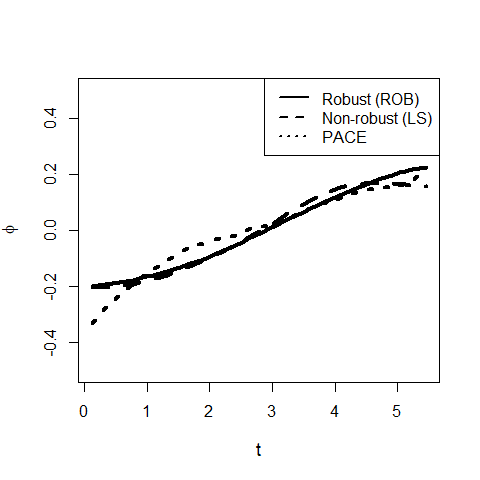 Robust (ROB)
Non-robust (LS)
PACE
0.4
0.2
0.0
-0.2
-0.4
ϕ
0 1 2 3 4 5
t